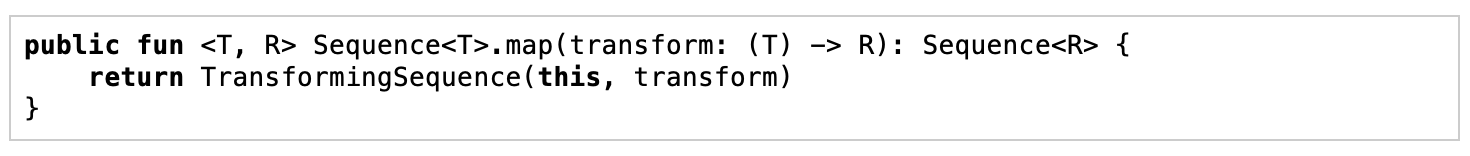 public fun <T, R> Sequence<T>.map(transform: (T) -> R): Sequence<R> {
    return TransformingSequence(this, transform)
}